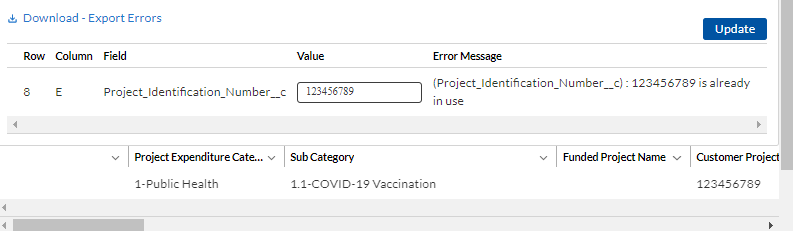 Download - Export Errors
Update
Row Column Field Value Error Message
8 E Project_Identification_Number__c 123456789 (Project_Identification_Number__c) : 123456789 is already
in use
Project Expenditure Cate... Sub Category Funded Project Name Customer Project
1-Public Health 1.1-COVID-19 Vaccination 123456789